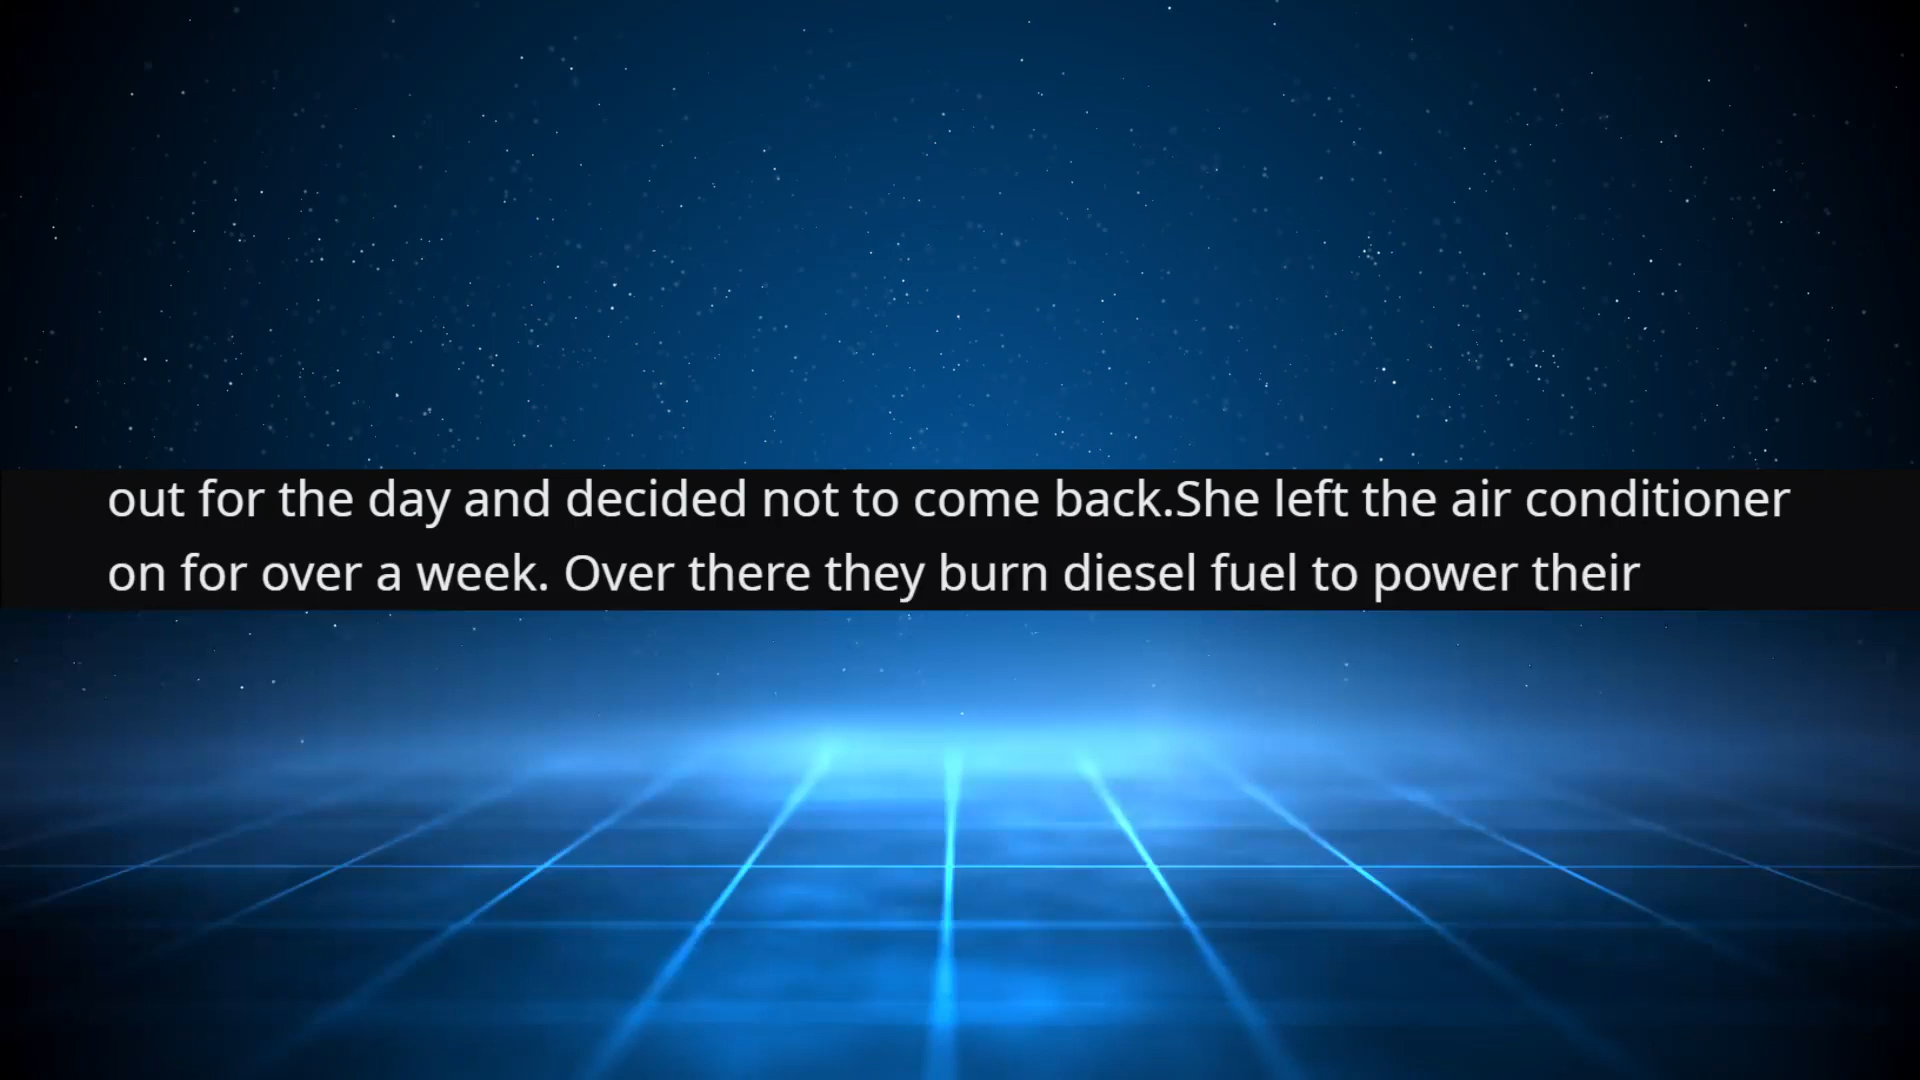 out for the day and decided not to come back.She left the air conditioner
on for over a week. Over there they burn diesel fuel to power their